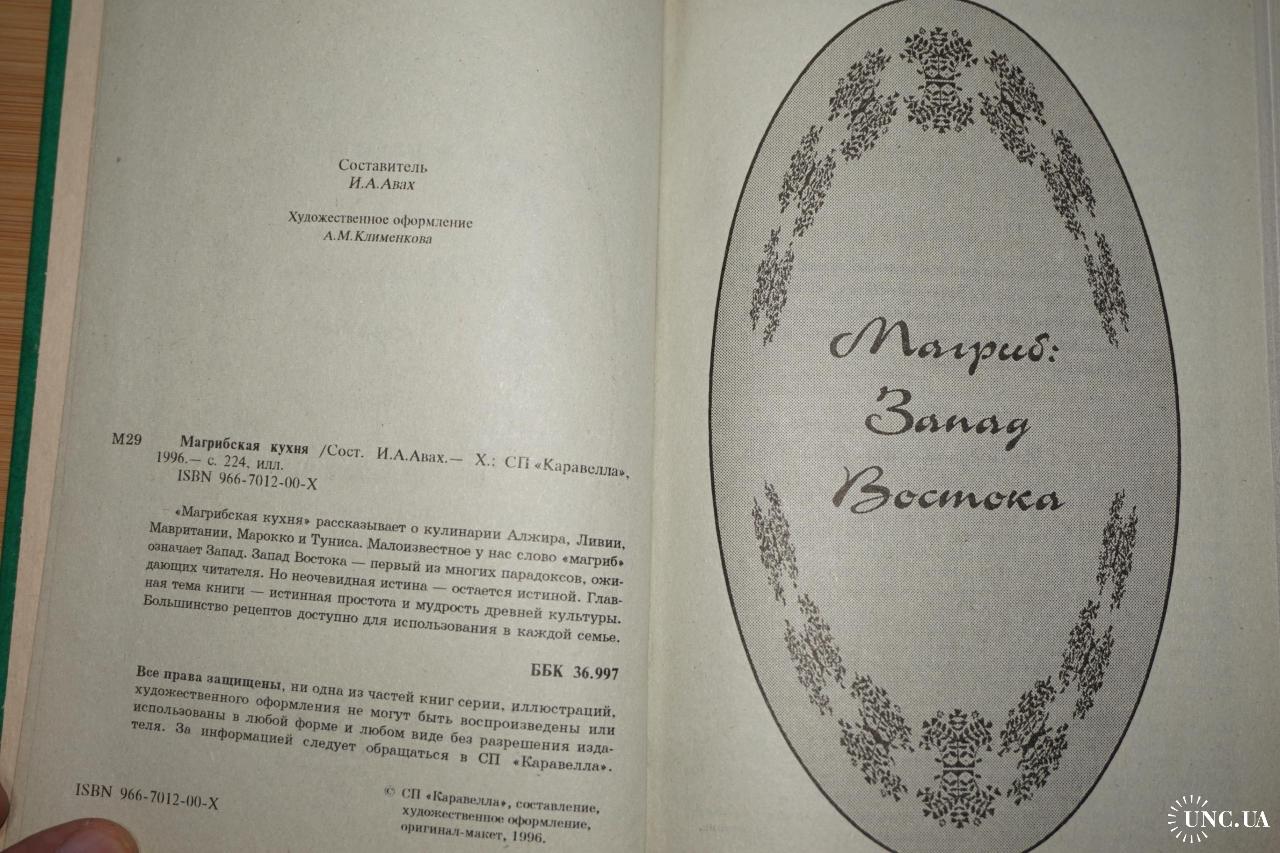 Составитель
И.А.Авах
Художественное оформление
А.М.Клименкова
М29 Магрибская кухня /Сост. И.А.Авах.— Х.: СП «Каравелла»,
1996.— с. 224, илл.
ISBN 966-7012-00-X
«Магрибская кухня» рассказывает о кулинарии Алжира, Ливии,
Мавритании, Марокко и Туниса. Малоизвестное у нас слово «магриб»
означает Запад. Запад Востока — первый из многих парадоксов, ожи-
дающих читателя. Но неочевидная истина — остается истиной. Глав-
ная тема книги — истинная простота и мудрость древней культуры.
Большинство рецептов доступно для использования в каждой семье.
ББК 36.997
Все права защищены, ни одна из частей книг серии, иллюстраций,
художественного оформления не могут быть воспроизведены или
использованы в любой форме и любом виде без разрешения изда-
теля. За информацией следует обращаться в СП «Каравелла».
ISBN 966-7012-00-X
© СП «Каравелла», составление,
художественное оформление,
оригинал-макет, 1996.
Магриб:
Запад
Востока
UNC.UA